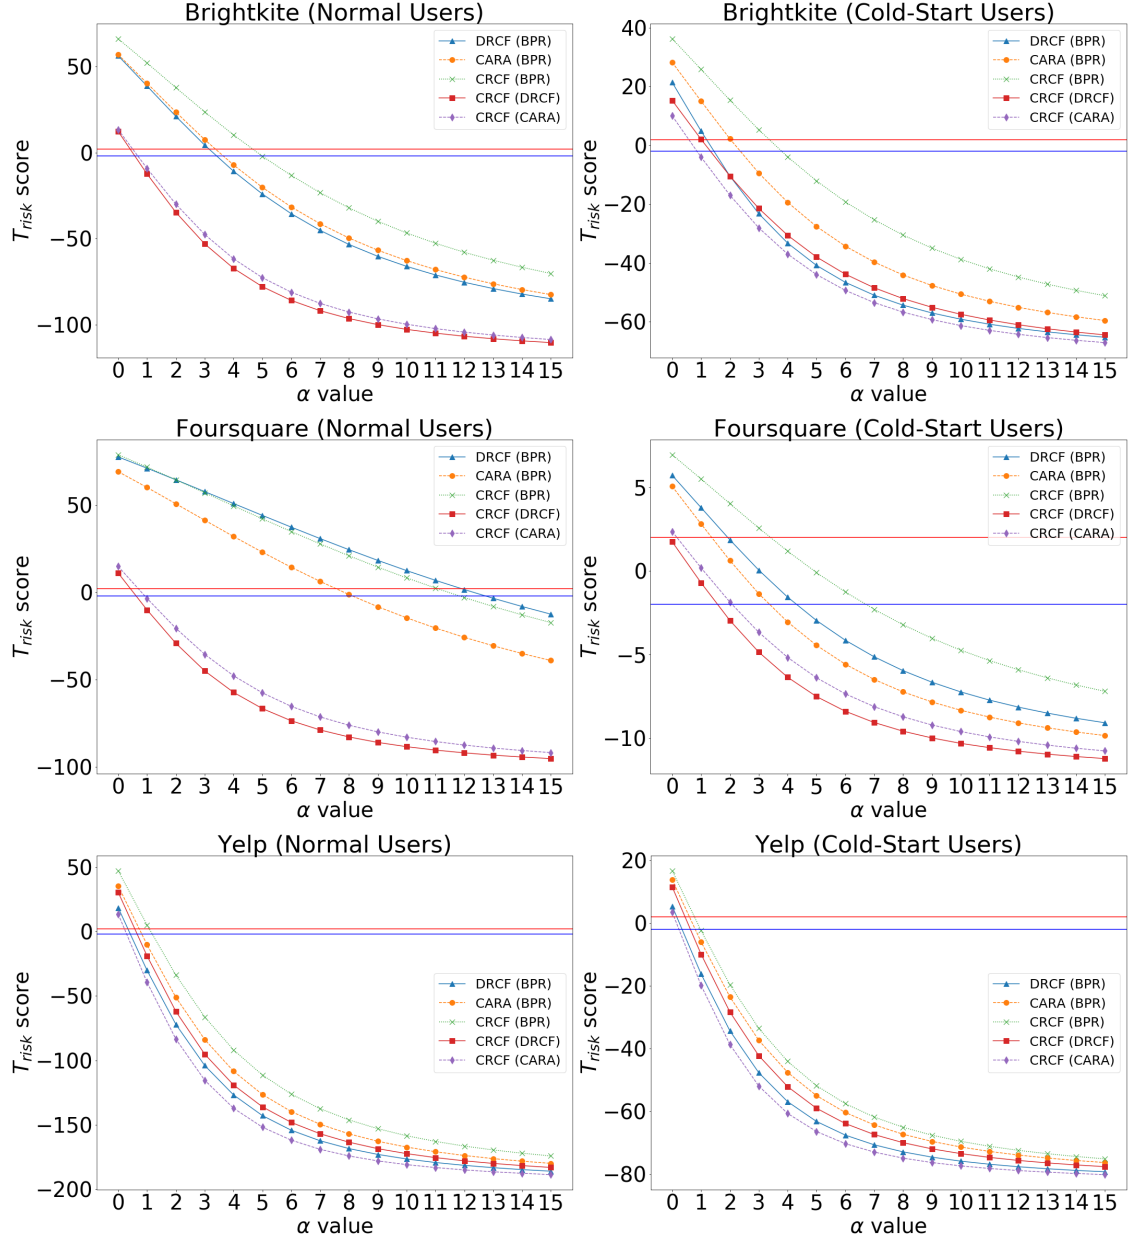 Brightkite (Normal Users)
50
0
−50
−100
T_risk score
DRCF (BPR)
CARA (BPR)
CRCF (BPR)
CRCF (DRCF)
CRCF (CARA)
0 1 2 3 4 5 6 7 8 9 10 11 12 13 14 15
α value
Brightkite (Cold-Start Users)
40
20
0
−20
−40
−60
T_risk score
DRCF (BPR)
CARA (BPR)
CRCF (BPR)
CRCF (DRCF)
CRCF (CARA)
0 1 2 3 4 5 6 7 8 9 10 11 12 13 14 15
α value
Foursquare (Normal Users)
50
0
−50
−100
T_risk score
DRCF (BPR)
CARA (BPR)
CRCF (BPR)
CRCF (DRCF)
CRCF (CARA)
0 1 2 3 4 5 6 7 8 9 10 11 12 13 14 15
α value
Foursquare (Cold-Start Users)
5
0
−5
−10
T_risk score
DRCF (BPR)
CARA (BPR)
CRCF (BPR)
CRCF (DRCF)
CRCF (CARA)
0 1 2 3 4 5 6 7 8 9 10 11 12 13 14 15
α value
Yelp (Normal Users)
50
0
−50
−100
−150
−200
T_risk score
DRCF (BPR)
CARA (BPR)
CRCF (BPR)
CRCF (DRCF)
CRCF (CARA)
0 1 2 3 4 5 6 7 8 9 10 11 12 13 14 15
α value
Yelp (Cold-Start Users)
20
0
−20
−40
−60
−80
T_risk score
DRCF (BPR)
CARA (BPR)
CRCF (BPR)
CRCF (DRCF)
CRCF (CARA)
0 1 2 3 4 5 6 7 8 9 10 11 12 13 14 15
α value